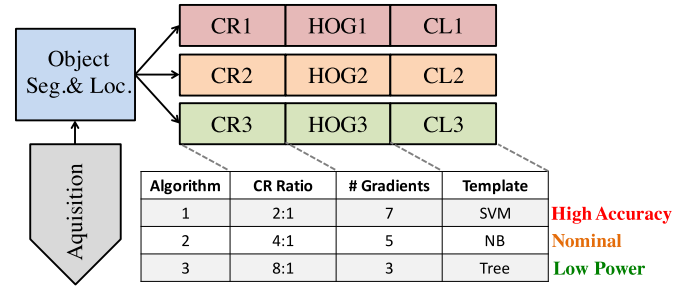 Object
Seg.& Loc.
Aquisition
CR1 HOG1 CL1
CR2 HOG2 CL2
CR3 HOG3 CL3
Algorithm CR Ratio # Gradients Template
1 2:1 7 SVM High Accuracy
2 4:1 5 NB Nominal
3 8:1 3 Tree Low Power